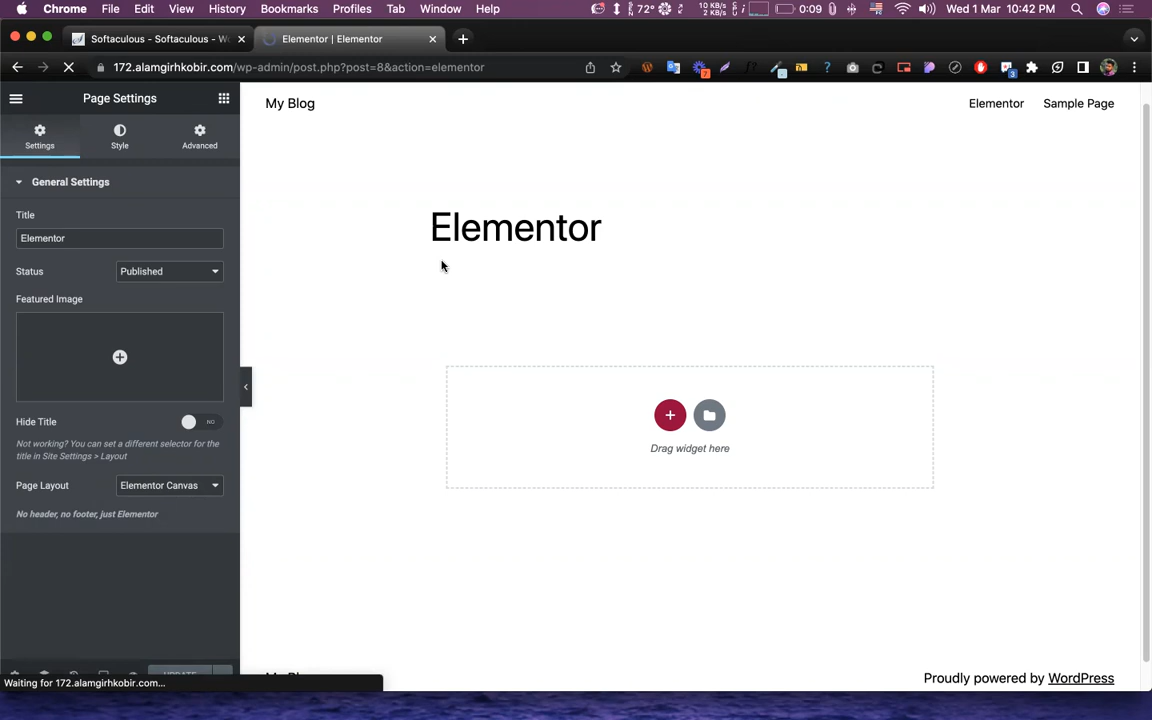 Chrome File Edit View History Bookmarks Profiles Tab Window Help 72° 10 KB/s 2 KB/s 0:09 Wed 1 Mar 10:42 PM
Softaculous - Softaculous - W
Elementor | Elementor
172.alamgirhkobir.com/wp-admin/post.php?post=8&action=elementor
7
3
Page Settings
My Blog
Elementor Sample Page
Settings Style Advanced
General Settings
Title
Elementor
Elementor
Status Published
Featured Image
Hide Title NO
Drag widget here
Not working? You can set a different selector for the
title in Site Settings > Layout
Page Layout Elementor Canvas
No header, no footer, just Elementor
Proudly powered by WordPress
Waiting for 172.alamgirhkobir.com...